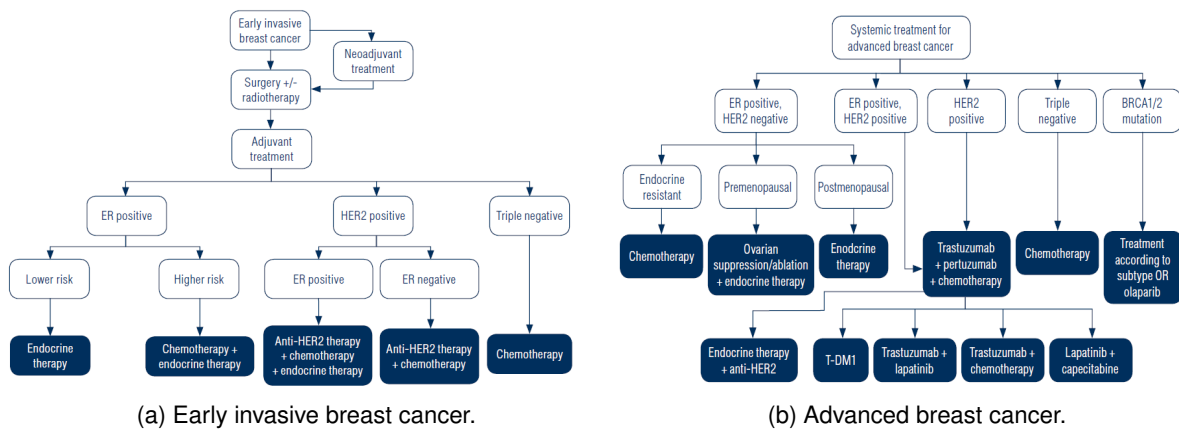 Early invasive
breast cancer
Neoadjuvant
treatment
Surgery +/-
radiotherapy
Adjuvant
treatment
ER positive
HER2 positive
Triple negative
Lower risk
Higher risk
ER positive
ER negative
Endocrine
therapy
Chemotherapy +
endocrine therapy
Anti-HER2 therapy
+ chemotherapy
+ endocrine therapy
Anti-HER2 therapy
+ chemotherapy
Chemotherapy
(a) Early invasive breast cancer.
Systemic treatment for
advanced breast cancer
ER positive,
HER2 negative
ER positive,
HER2 positive
HER2
positive
Triple
negative
BRCA1/2
mutation
Endocrine
resistant
Premenopausal
Postmenopausal
Chemotherapy
Ovarian
suppression/ablation
+ endocrine therapy
Enodcrine
therapy
Trastuzumab
+ pertuzumab
+ chemotherapy
Chemotherapy
Treatment
according to
subtype OR
olaparib
Endocrine therapy
+ anti-HER2
T-DM1
Trastuzumab +
lapatinib
Trastuzumab +
chemotherapy
Lapatinib +
capecitabine
(b) Advanced breast cancer.